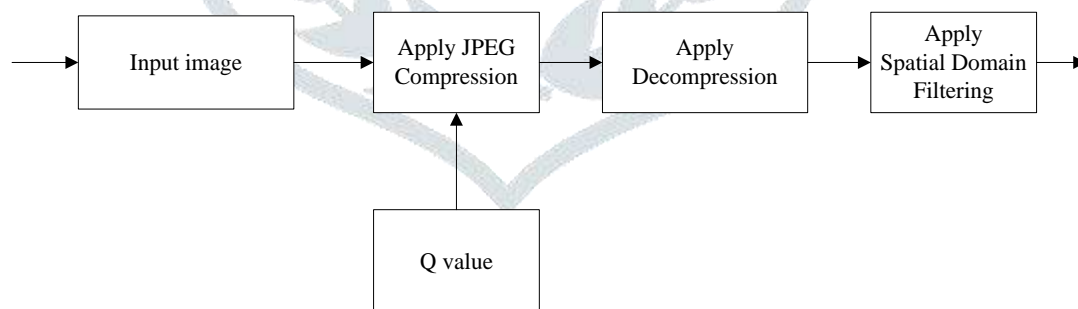 Input image
Apply JPEG
Compression
Apply
Decompression
Apply
Spatial Domain
Filtering
Q value